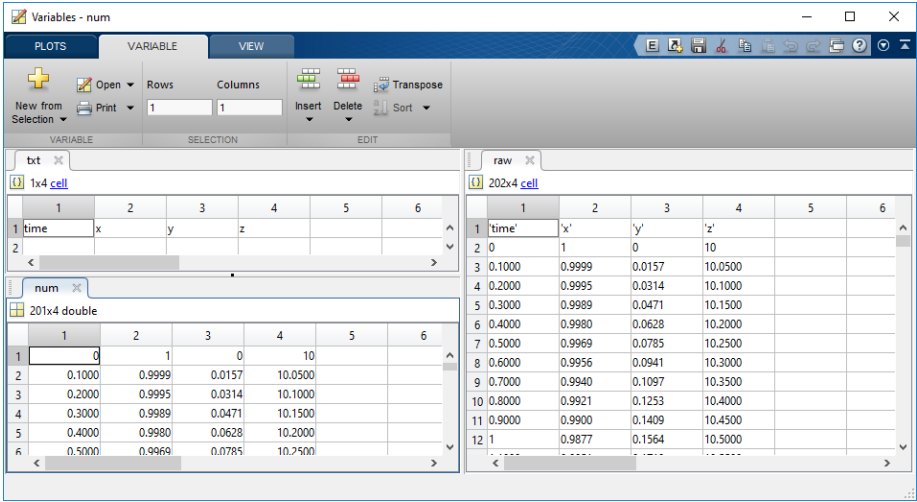 Variables - num
PLOTS VARIABLE VIEW
New from Selection Open Print Rows Columns 1 1 Insert Delete Transpose Sort
VARIABLE SELECTION EDIT
txt
1x4 cell
1 2 3 4 5 6
1 time x y z
2
num
201x4 double
1 2 3 4 5 6
1 0 1 0 10
2 0.1000 0.9999 0.0157 10.0500
3 0.2000 0.9995 0.0314 10.1000
4 0.3000 0.9989 0.0471 10.1500
5 0.4000 0.9980 0.0628 10.2000
6 0.5000 0.9969 0.0785 10.2500
raw
202x4 cell
1 2 3 4 5 6
1 'time' 'x' 'y' 'z'
2 0 1 0 10
3 0.1000 0.9999 0.0157 10.0500
4 0.2000 0.9995 0.0314 10.1000
5 0.3000 0.9989 0.0471 10.1500
6 0.4000 0.9980 0.0628 10.2000
7 0.5000 0.9969 0.0785 10.2500
8 0.6000 0.9956 0.0941 10.3000
9 0.7000 0.9940 0.1097 10.3500
10 0.8000 0.9921 0.1253 10.4000
11 0.9000 0.9900 0.1409 10.4500
12 1 0.9877 0.1564 10.5000